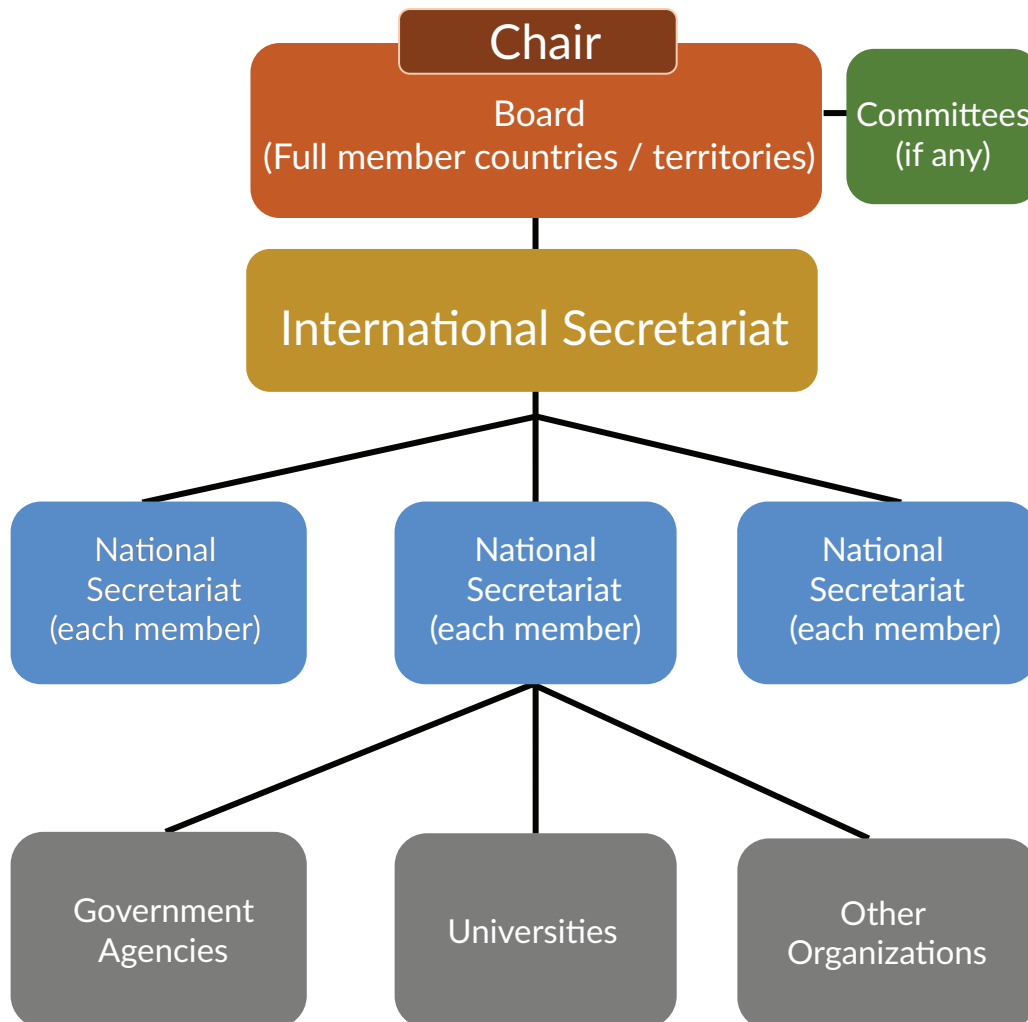 Chair
Board
(Full member countries / territories)
Committees
(if any)
International Secretariat
National
Secretariat
(each member)
National
Secretariat
(each member)
National
Secretariat
(each member)
Government
Agencies
Universities
Other
Organizations